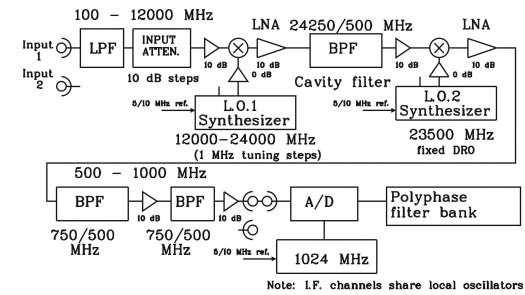 100 - 12000 MHz
LNA
24250/500 MHz
LNA
Input 1
LPF
INPUT ATTEN.
BPF
10 dB
10 dB
10 dB
10 dB
Input 2
10 dB steps
0 dB
Cavity filter
0 dB
5/10 MHz ref.
L.O.1 Synthesizer
5/10 MHz ref.
L.O.2 Synthesizer
12000-24000 MHz
(1 MHz tuning steps)
23500 MHz
fixed DRO
500 - 1000 MHz
BPF
BPF
A/D
Polyphase filter bank
10 dB
10 dB
750/500 MHz
750/500 MHz
5/10 MHz ref.
1024 MHz
Note: I.F. channels share local oscillators